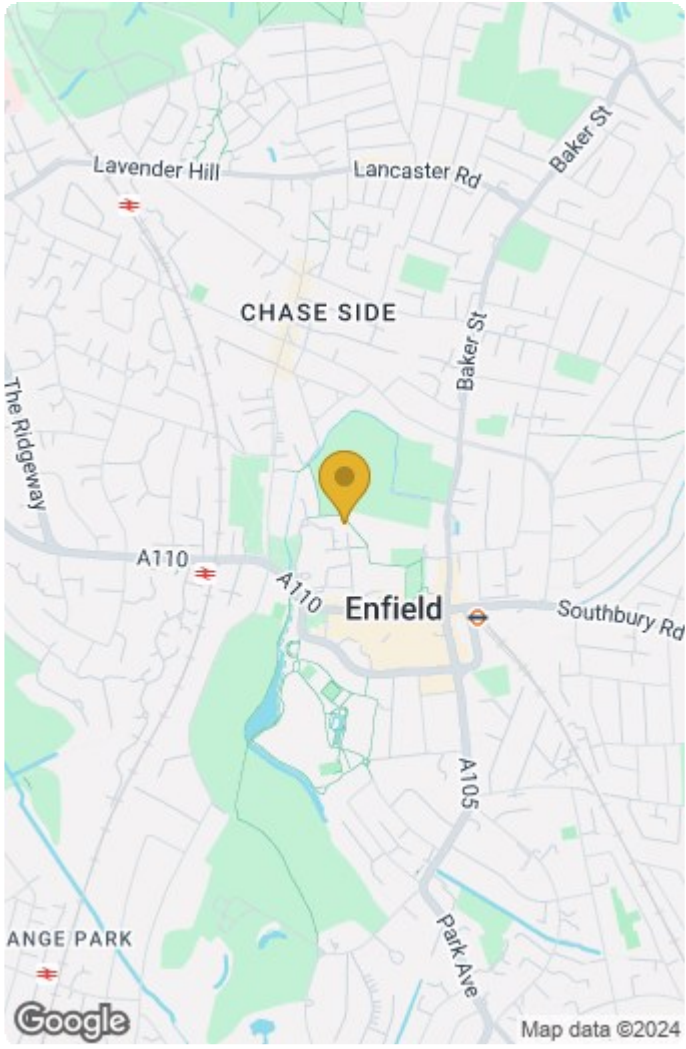 Lavender Hill
Lancaster Rd
Baker St
CHASE SIDE
Baker St
The Ridgeway
A110
A110
Enfield
Southbury Rd
A105
Park Ave
ANGE PARK
Google
Map data ©2024